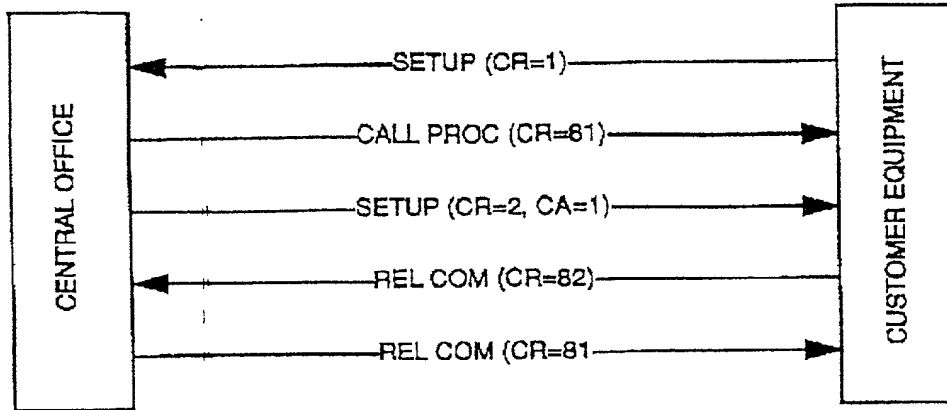 CENTRAL OFFICE
SETUP (CR=1)
CALL PROC (CR=81)
SETUP (CR=2, CA=1)
REL COM (CR=82)
REL COM (CR=81
CUSTOMER EQUIPMENT